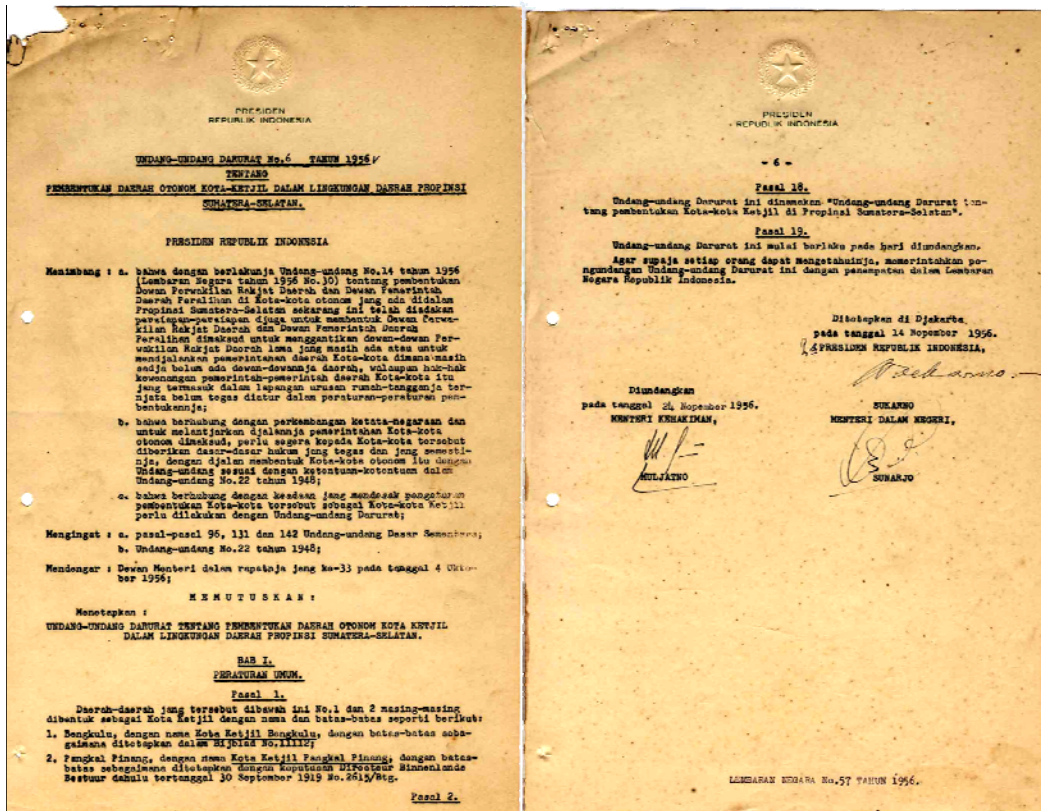 PRESIDEN
REPUBLIK INDONESIA
UNDANG-UNDANG DARURAT No.6 TAHUN 1956
TENTANG
PEMBENTUKAN DAERAH OTONOM KOTA-KETJIL DALAM LINGKUNGAN DAERAH PROPINSI
SUMATERA-SELATAN.
PRESIDEN REPUBLIK INDONESIA
Menimbang : a. bahwa dengan berlakunja Undang-undang No.14 tahun 1956
(Lembaran Negara tahun 1956 No.30) tentang pembentukan
Dewan Perwakilan Rakjat Daerah dan Dewan Pemerintah
Daerah Peralihan di Kota-kota otonom jang ada didalam
Propinsi Sumatera-Selatan sekarang ini telah diadakan
persiapan-persiapan djuga untuk membentuk Dewan Perwa-
kilan Rakjat Daerah dan Dewan Pemerintah Daerah
Peralihan dimaksud untuk menggantikan dewan-dewan Per-
wakilan Rakjat Daerah lama jang masih ada atau untuk
mendjalankan pemerintahan daerah Kota-kota dimana masih
sadja belum ada dewan-dewannja daerah, walaupun hak-hak
kewenangan pemerintah-pemerintah daerah Kota-kota itu
jang termasuk dalam lapangan urusan rumah-tangganja ter-
njata belum tegas diatur dalam peraturan-peraturan pem-
bentukannja;
b. bahwa berhubung dengan perkembangan ketata-negaraan dan
untuk melantjarkan djalannja pemerintahan Kota-kota
otonom dimaksud, perlu segera kepada Kota-kota tersebut
diberikan dasar-dasar hukum jang tegas dan jang semesti-
nja, dengan djalan membentuk Kota-kota otonom itu dengan
Undang-undang sesuai dengan ketentuan-ketentuan dalam
Undang-undang No.22 tahun 1948;
c. bahwa berhubung dengan keadaan jang mendesak pengaturan
pembentukan Kota-kota tersebut sebagai Kota-kota Ketjil
perlu dilakukan dengan Undang-undang Darurat;
Mengingat : a. pasal-pasal 96, 131 dan 142 Undang-undang Dasar Sementara;
b. Undang-undang No.22 tahun 1948;
Mendengar : Dewan Menteri dalam rapatnja jang ke-33 pada tanggal 4 Okto-
ber 1956;
M E M U T U S K A N :
Menetapkan :
UNDANG-UNDANG DARURAT TENTANG PEMBENTUKAN DAERAH OTONOM KOTA KETJIL
DALAM LINGKUNGAN DAERAH PROPINSI SUMATERA-SELATAN.
BAB I.
PERATURAN UMUM.
Pasal 1.
Daerah-daerah jang tersebut dibawah ini No.1 dan 2 masing-masing
dibentuk sebagai Kota Ketjil dengan nama dan batas-batas seperti berikut:
1. Bengkulu, dengan nama Kota Ketjil Bengkulu, dengan batas-batas seba-
gaimana ditetapkan dalam Bijblad No.11112;
2. Pangkal Pinang, dengan nama Kota Ketjil Pangkal Pinang, dengan batas-
batas sebagaimana ditetapkan dengan keputusan Directeur Binnenlands
Bestuur dahulu tertanggal 30 September 1919 No.2615/Btg.
Pasal 2.
PRESIDEN
REPUBLIK INDONESIA
- 6 -
Pasal 18.
Undang-undang Darurat ini dinamakan "Undang-undang Darurat ten-
tang pembentukan Kota-kota Ketjil di Propinsi Sumatera-Selatan".
Pasal 19.
Undang-undang Darurat ini mulai berlaku pada hari diundangkan.
Agar supaja setiap orang dapat Mengetahuinja, memerintahkan pe-
ngundangan Undang-undang Darurat ini dengan penempatan dalam Lembaran
Negara Republik Indonesia.
Ditetapkan di Djakarta
pada tanggal 14 Nopember 1956.
PRESIDEN REPUBLIK INDONESIA,
SUKARNO
Diundangkan
pada tanggal 24 Nopember 1956.
MENTERI KEHAKIMAN,
MULJATNO
MENTERI DALAM NEGERI,
SUNARJO
LEMBARAN NEGARA No.57 TAHUN 1956.